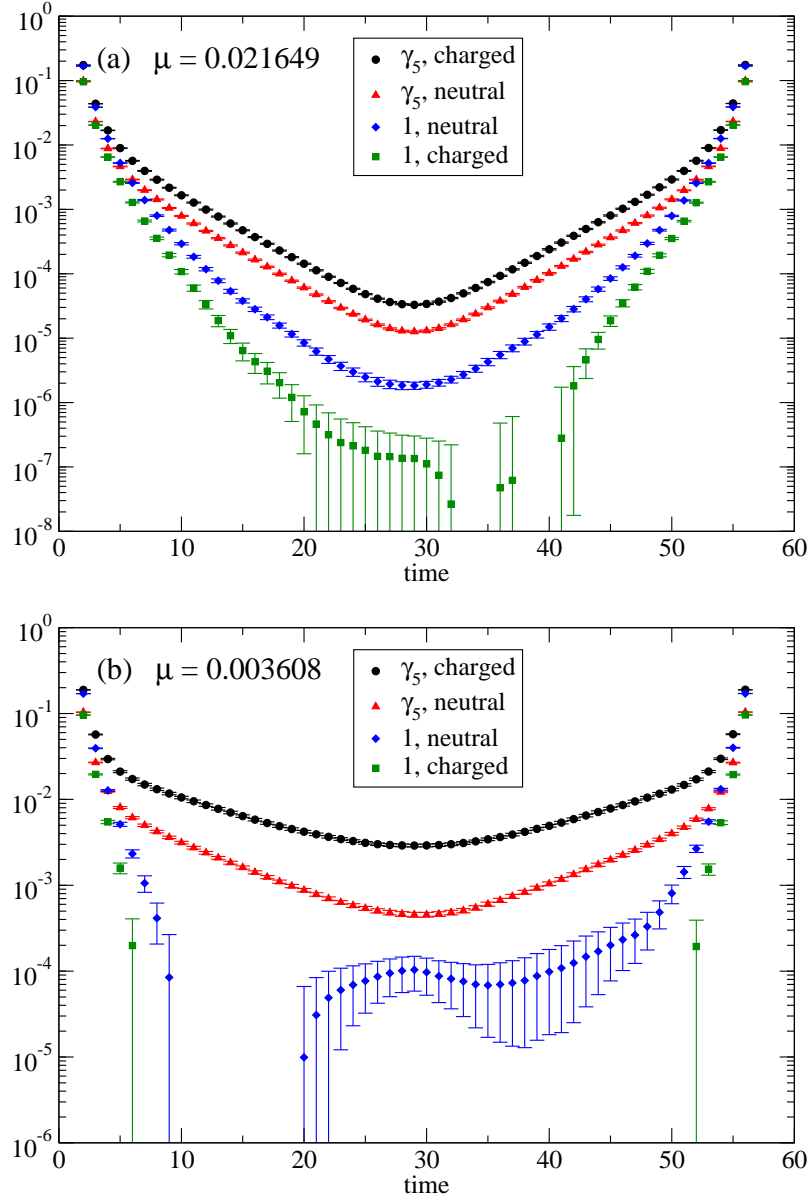 10^0
(a) μ = 0.021649
γ5, charged
γ5, neutral
1, neutral
1, charged
10^-1
10^-2
10^-3
10^-4
10^-5
10^-6
10^-7
10^-8
0 10 20 30 40 50 60
time
10^0
(b) μ = 0.003608
γ5, charged
γ5, neutral
1, neutral
1, charged
10^-1
10^-2
10^-3
10^-4
10^-5
10^-6
0 10 20 30 40 50 60
time